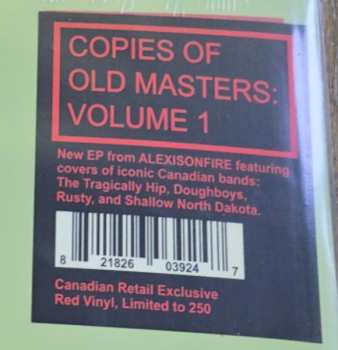 COPIES OF
OLD MASTERS:
VOLUME 1
New EP from ALEXISONFIRE featuring
covers of iconic Canadian bands:
The Tragically Hip, Doughboys,
Rusty, and Shallow North Dakota.
8 21826 03924 7
Canadian Retail Exclusive
Red Vinyl, Limited to 250